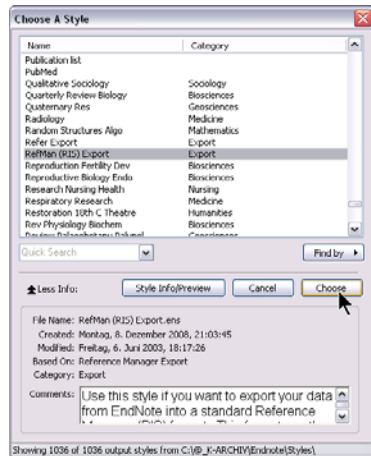 Choose A Style
Name Category
Publication list
PubMed
Qualitative Sociology Sociology
Quarterly Review Biology Biosciences
Quaternary Res Geosciences
Radiology Medicine
Random Structures Algo Mathematics
Refer Export Export
RefMan (RIS) Export Export
Reproduction Fertility Dev Biosciences
Reproductive Biology Endo Biosciences
Research Nursing Health Nursing
Respiratory Research Medicine
Restoration 18th C Theatre Humanities
Rev Physiology Biochem Biosciences
Quick Search Find by
Less Info: Style Info/Preview Cancel Choose
File Name: RefMan (RIS) Export.ens
Created: Montag, 8. Dezember 2008, 21:03:45
Modified: Freitag, 6. Juni 2003, 18:17:26
Based On: Reference Manager Export
Category: Export
Comments: Use this style if you want to export your data
from EndNote into a standard Reference
Showing 1036 of 1036 output styles from C:\@_K-ARCHIV\Endnote\Styles\